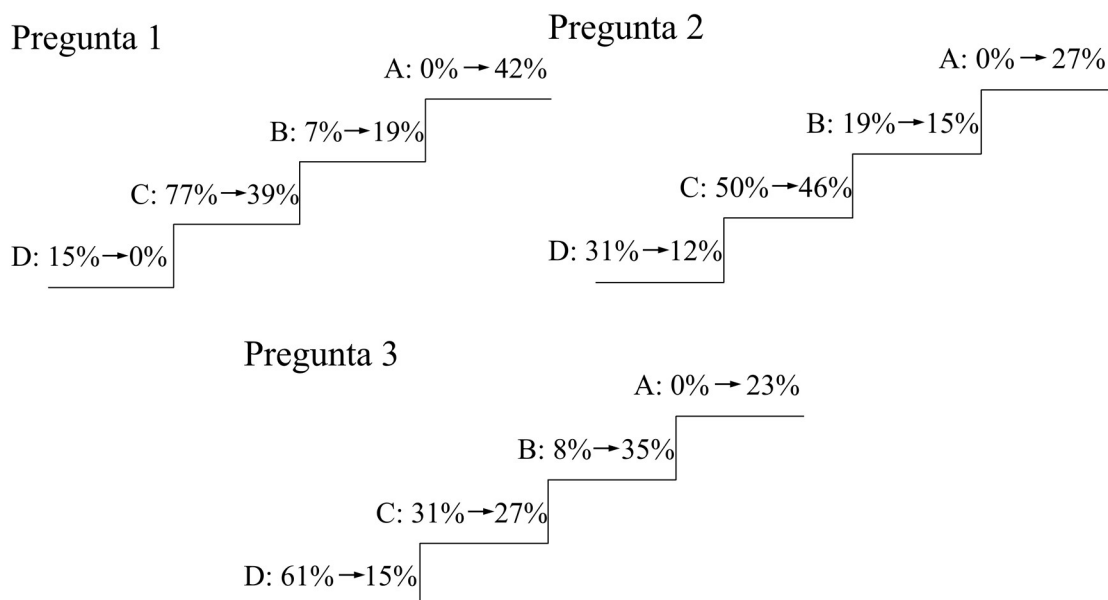 Pregunta 1
A: 0%→42%
B: 7%→19%
C: 77%→39%
D: 15%→0%
Pregunta 2
A: 0%→27%
B: 19%→15%
C: 50%→46%
D: 31%→12%
Pregunta 3
A: 0%→23%
B: 8%→35%
C: 31%→27%
D: 61%→15%